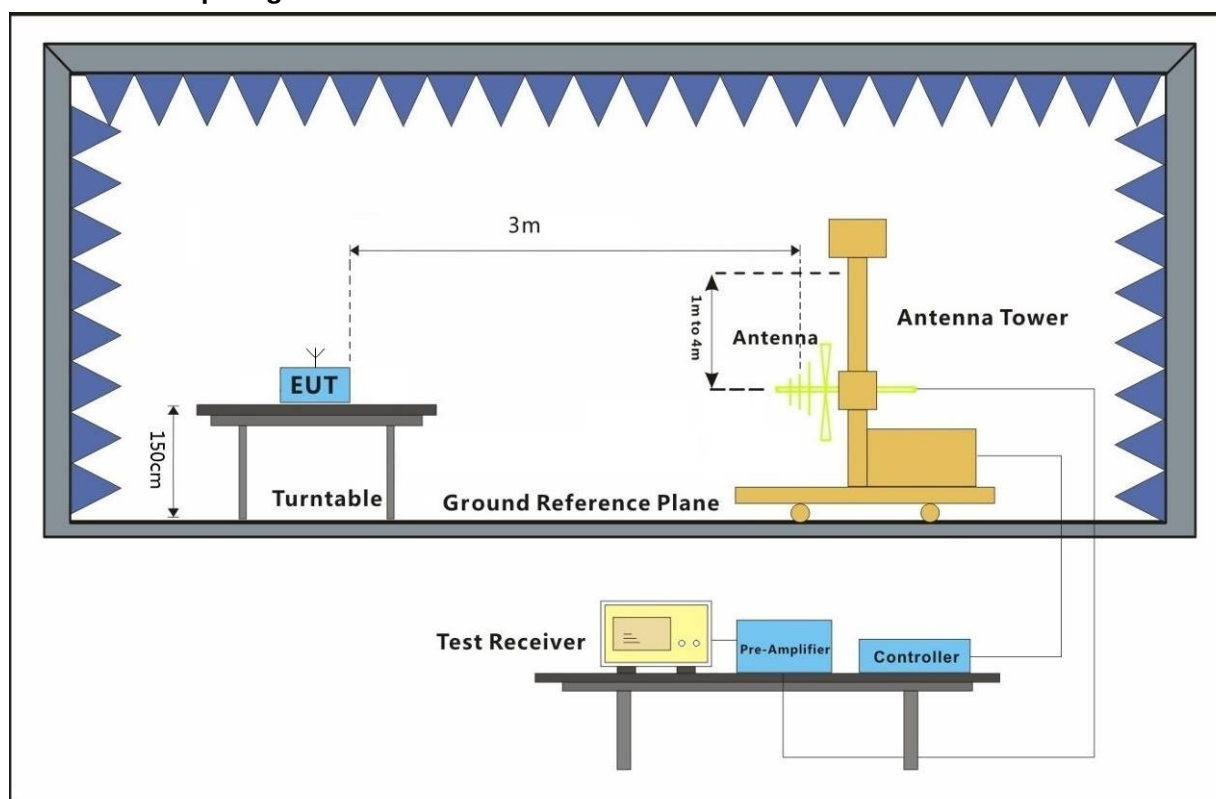 3m
1m to 4m
Antenna
Antenna Tower
EUT
150cm
Turntable
Ground Reference Plane
Test Receiver
Pre-Amplifier
Controller